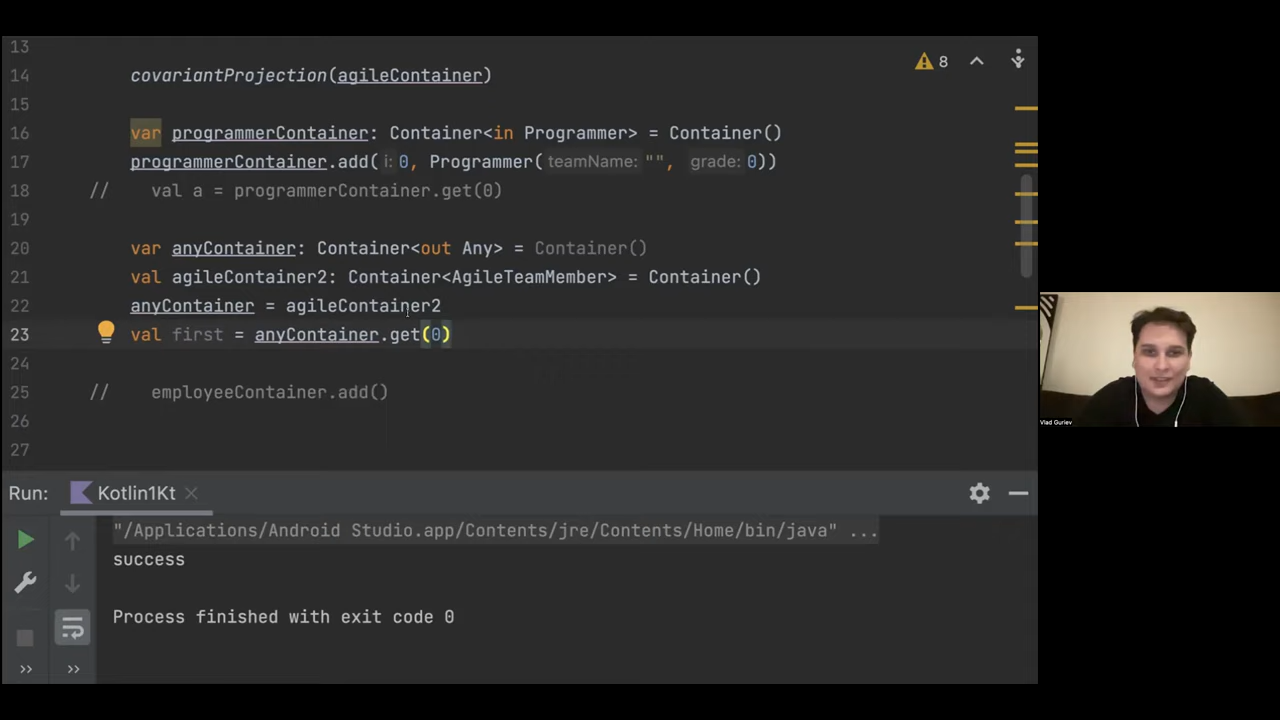 13
14 covariantProjection(agileContainer)
15
16 var programmerContainer: Container<in Programmer> = Container()
17 programmerContainer.add( i: 0, Programmer( teamName: "", grade: 0))
18 // val a = programmerContainer.get(0)
19
20 var anyContainer: Container<out Any> = Container()
21 val agileContainer2: Container<AgileTeamMember> = Container()
22 anyContainer = agileContainer2
23 val first = anyContainer.get(0)
24
25 // employeeContainer.add()
26
27
8
Vlad Guriev
Run: Kotlin1Kt
"/Applications/Android Studio.app/Contents/jre/Contents/Home/bin/java" ...
success
Process finished with exit code 0